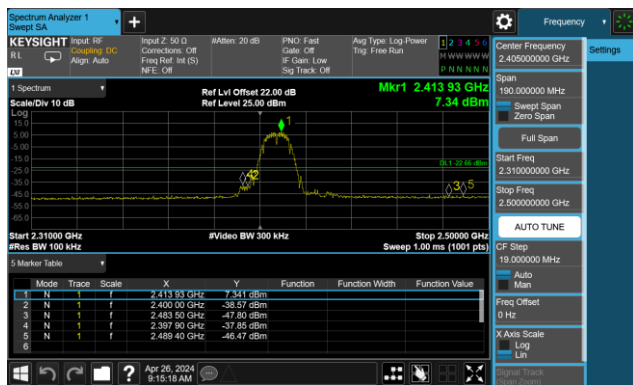 Spectrum Analyzer 1
Swept SA
Frequency
KEYSIGHT
Input: RF
Input Z: 50 Ω
#Atten: 20 dB
PNO: Fast
Avg Type: Log-Power
1 2 3 4 5 6
RL
Coupling: DC
Corrections: Off
Gate: Off
Trig: Free Run
M W W W W W
Align: Auto
Freq Ref: Int (S)
IF Gain: Low
LXI
NFE: Off
Sig Track: Off
P N N N N N
1 Spectrum
Ref Lvl Offset 22.00 dB
Mkr1 2.413 93 GHz
Scale/Div 10 dB
Ref Level 25.00 dBm
7.34 dBm
Log
15.0
5.00
-5.00
-15.0
DL1 -22.66 dBm
-25.0
-35.0
-45.0
-55.0
-65.0
1
4 2
3 5
Start 2.31000 GHz
#Video BW 300 kHz
Stop 2.50000 GHz
#Res BW 100 kHz
Sweep 1.00 ms (1001 pts)
5 Marker Table
Mode Trace Scale X Y Function Function Width Function Value
1 N 1 f 2.413 93 GHz 7.341 dBm
2 N 1 f 2.400 00 GHz -38.57 dBm
3 N 1 f 2.483 50 GHz -47.80 dBm
4 N 1 f 2.397 90 GHz -37.85 dBm
5 N 1 f 2.489 40 GHz -46.47 dBm
6
?
Apr 26, 2024
9:15:18 AM
Center Frequency
2.405000000 GHz
Settings
Span
190.000000 MHz
Swept Span
Zero Span
Full Span
Start Freq
2.310000000 GHz
Stop Freq
2.500000000 GHz
AUTO TUNE
CF Step
19.000000 MHz
Auto
Man
Freq Offset
0 Hz
X Axis Scale
Log
Lin
Signal Track
(Span Zoom)